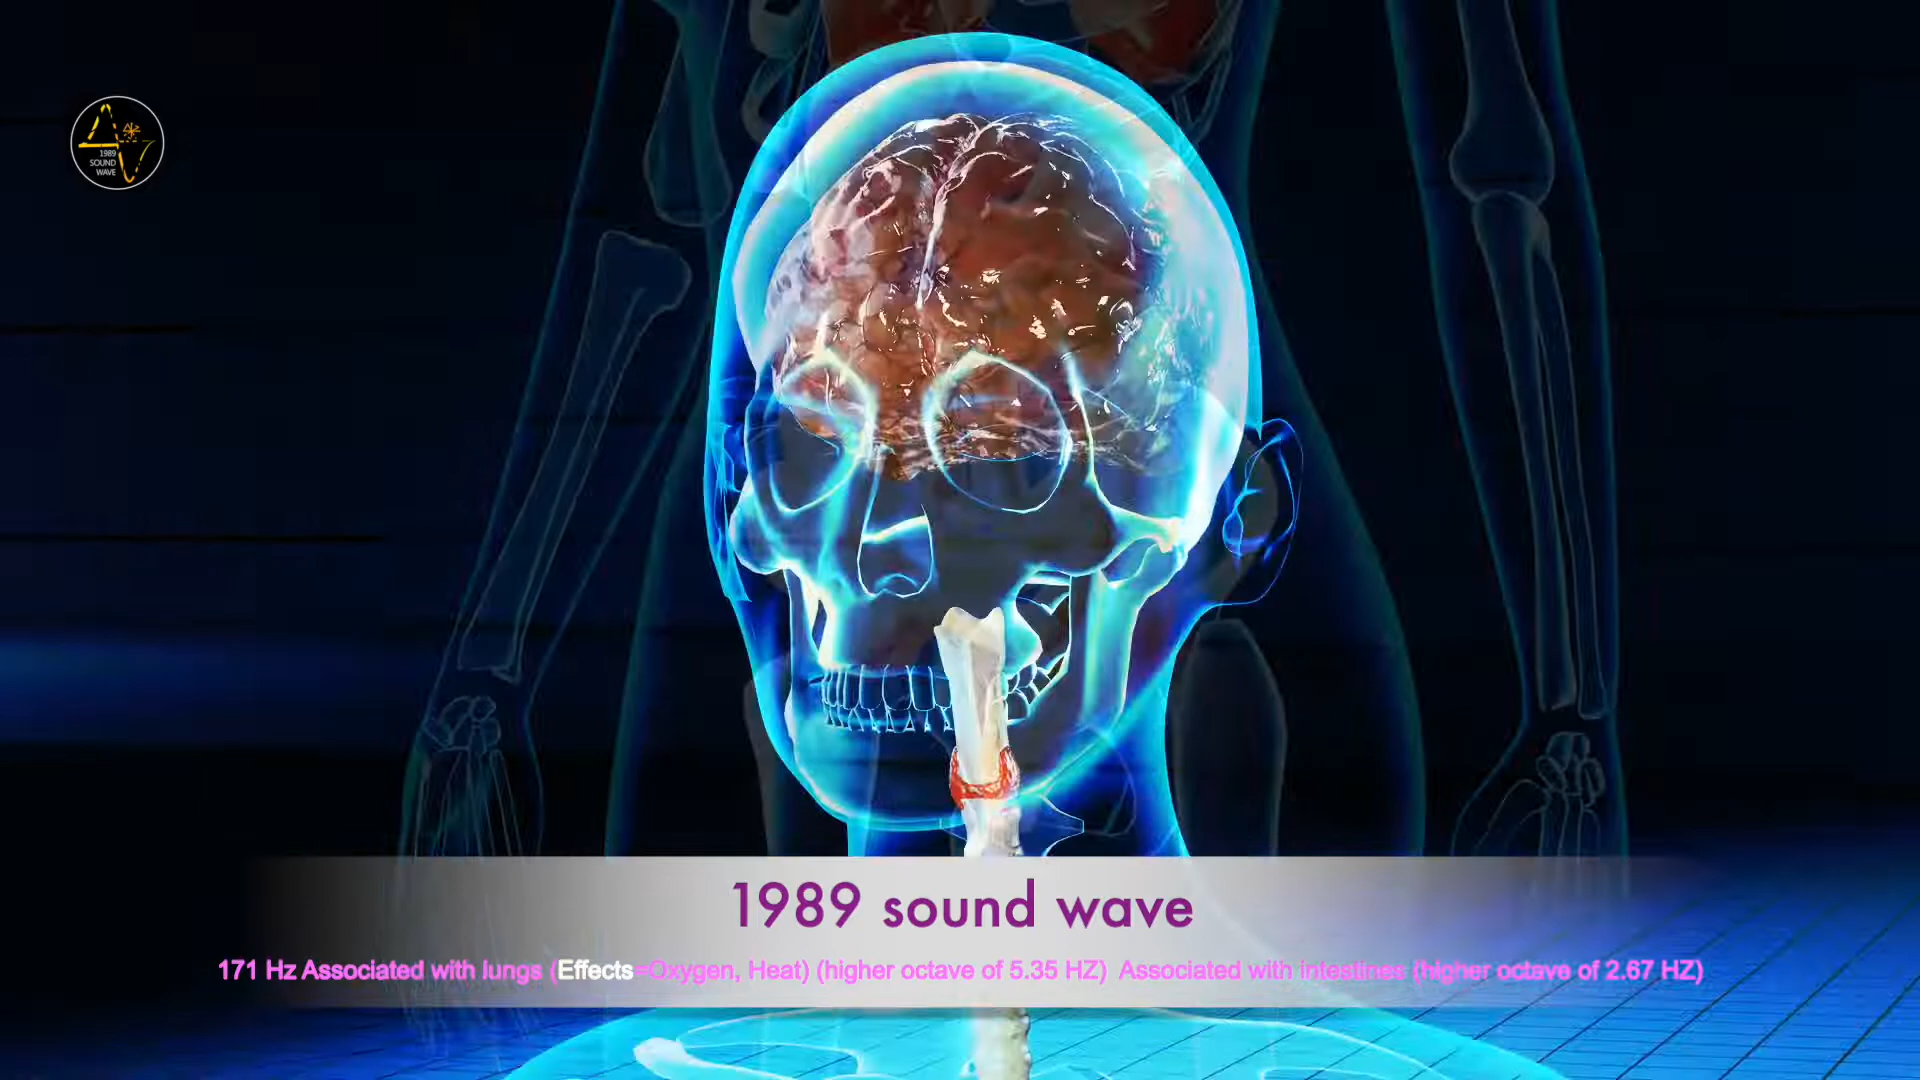 1989
SOUND
WAVE
1989 sound wave
171 Hz Associated with lungs (Effects=Oxygen, Heat) (higher octave of 5.35 HZ) Associated with intestines (higher octave of 2.67 HZ)